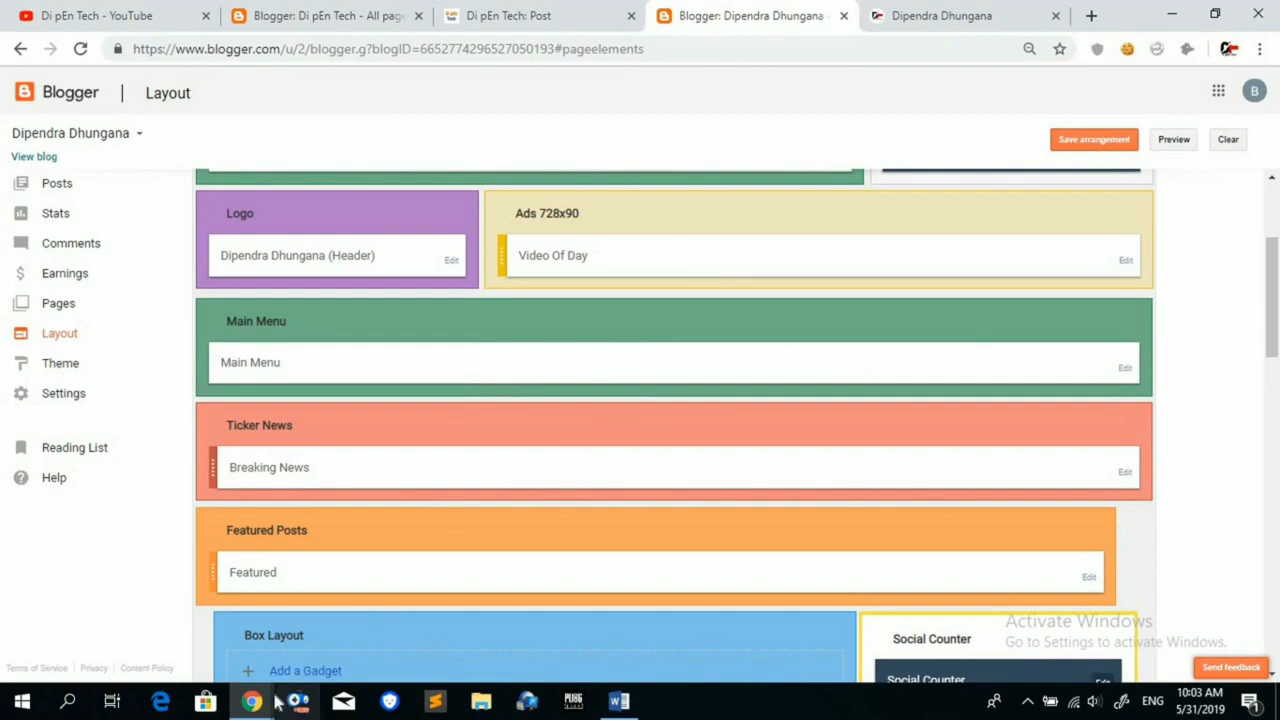 Di pEn Tech - YouTube
Blogger: Di pEn Tech - All page
Di pEn Tech: Post
Blogger: Dipendra Dhungana -
Dipendra Dhungana
https://www.blogger.com/u/2/blogger.g?blogID=6652774296527050193#pageelements
Blogger | Layout
B
Dipendra Dhungana
View blog
Save arrangement
Preview
Clear
Posts
Stats
Comments
Earnings
Pages
Layout
Theme
Settings
Reading List
Help
Logo
Dipendra Dhungana (Header)
Edit
Ads 728x90
Video Of Day
Edit
Main Menu
Main Menu
Edit
Ticker News
Breaking News
Edit
Featured Posts
Featured
Edit
Box Layout
Add a Gadget
Social Counter
Social Counter
Edit
Activate Windows
Go to Settings to activate Windows.
Send feedback
Terms of Service | Privacy | Content Policy
PUBG
ENG
10:03 AM
5/31/2019
1